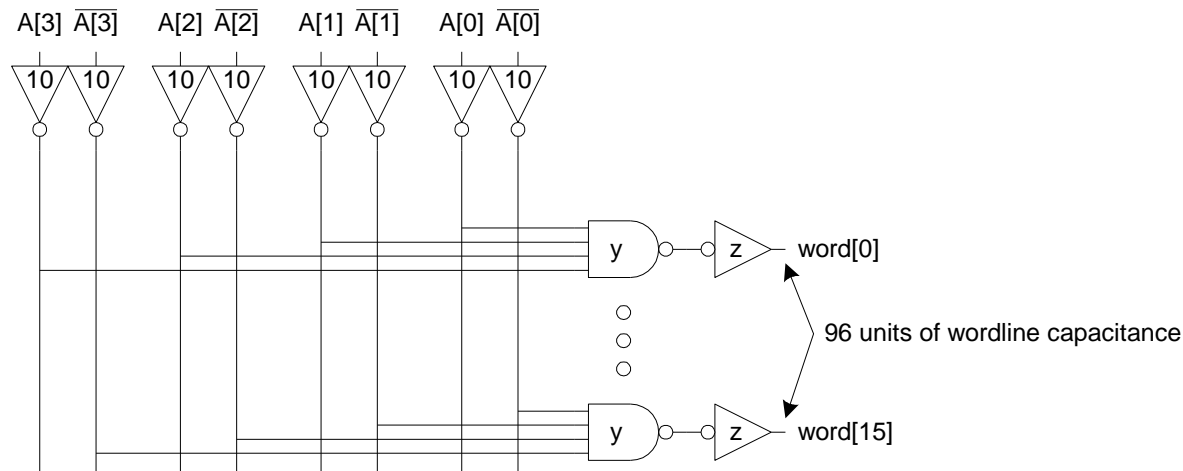 A[3] A̅[̅3̅]̅ A[2] A̅[̅2̅]̅ A[1] A̅[̅1̅]̅ A[0] A̅[̅0̅]̅
10 10 10 10 10 10 10 10
y z word[0]
96 units of wordline capacitance
y z word[15]